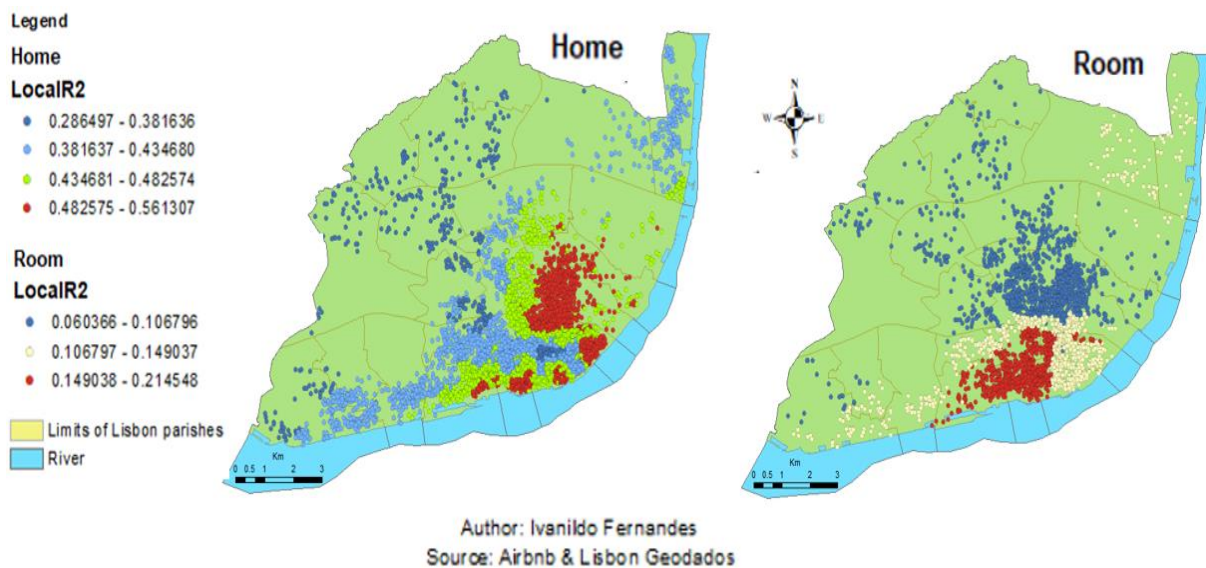 Legend
Home
LocalR2
0.286497 - 0.381636
0.381637 - 0.434680
0.434681 - 0.482574
0.482575 - 0.561307
Room
LocalR2
0.060366 - 0.106796
0.106797 - 0.149037
0.149038 - 0.214548
Limits of Lisbon parishes
River
Home
Km
0 0.5 1 2 3
N
W E
S
Room
Km
0 0.5 1 2 3
Author: Ivanildo Fernandes
Source: Airbnb & Lisbon Geodados